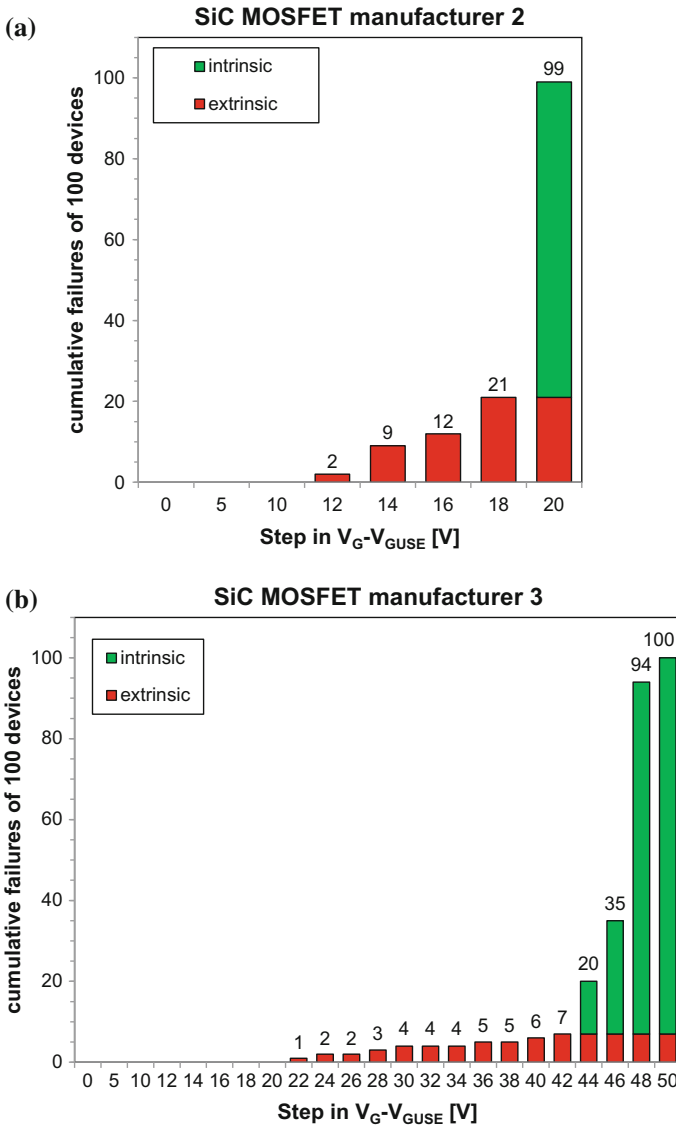 (a)
SiC MOSFET manufacturer 2
intrinsic
extrinsic
cumulative failures of 100 devices
100
80
60
40
20
0
2
9
12
21
99
0 5 10 12 14 16 18 20
Step in VG-VGUSE [V]
(b)
SiC MOSFET manufacturer 3
intrinsic
extrinsic
cumulative failures of 100 devices
100
80
60
40
20
0
1 2 2 3 4 4 4 5 5 6 7 20 35 94 100
0 5 10 12 14 16 18 20 22 24 26 28 30 32 34 36 38 40 42 44 46 48 50
Step in VG-VGUSE [V]